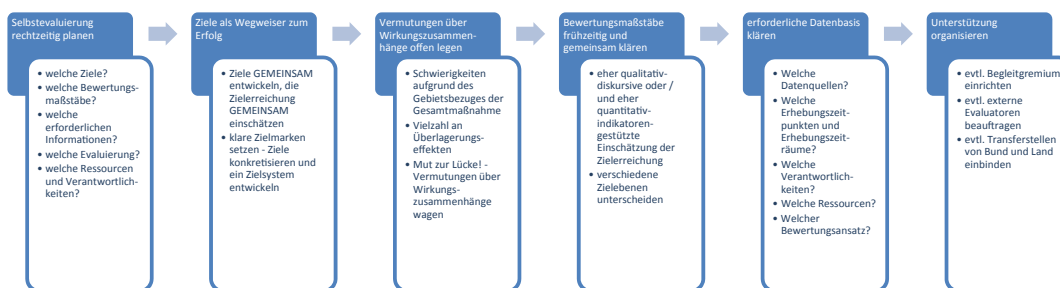 Selbstevaluierung
rechtzeitig planen
• welche Ziele?
• welche Bewertungs-
maßstäbe?
• welche
erforderlichen
Informationen?
• welche Evaluierung?
• welche Ressourcen
und Verantwortlich-
keiten?
Ziele als Wegweiser zum
Erfolg
• Ziele GEMEINSAM
entwickeln, die
Zielerreichung
GEMEINSAM
einschätzen
• klare Zielmarken
setzen - Ziele
konkretisieren und
ein Zielsystem
entwickeln
Vermutungen über
Wirkungszusammen-
hänge offen legen
• Schwierigkeiten
aufgrund des
Gebietsbezuges der
Gesamtmaßnahme
• Vielzahl an
Überlagerungs-
effekten
• Mut zur Lücke! -
Vermutungen über
Wirkungs-
zusammenhänge
wagen
Bewertungsmaßstäbe
frühzeitig und
gemeinsam klären
• eher qualitativ-
diskursive oder /
und eher
quantitativ-
indikatoren-
gestützte
Einschätzung der
Zielerreichung
• verschiedene
Zielebenen
unterscheiden
erforderliche Datenbasis
klären
• Welche
Datenquellen?
• Welche
Erhebungszeit-
punkten und
Erhebungszeit-
räume?
• Welche
Verantwortlich-
keiten?
• Welche Ressourcen?
• Welcher
Bewertungsansatz?
Unterstützung
organisieren
• evtl. Begleitgremium
einrichten
• evtl. externe
Evaluatoren
beauftragen
• evtl. Transferstellen
von Bund und Land
einbinden